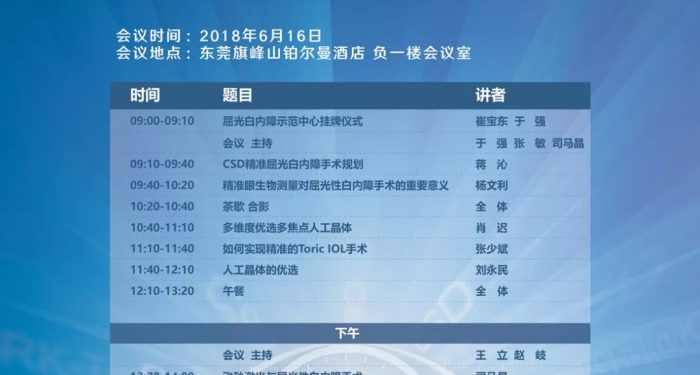 会议时间：2018年6月16日
会议地点：东莞旗峰山铂尔曼酒店 负一楼会议室
时间 题目 讲者
09:00-09:10 屈光白内障示范中心挂牌仪式 崔宝东 于 强
会议 主持 于 强 张 敏 司马晶
09:10-09:40 CSD精准屈光白内障手术规划 蒋 沁
09:40-10:20 精准眼生物测量对屈光性白内障手术的重要意义 杨文利
10:20-10:40 茶歇 合影 全 体
10:40-11:10 多维度优选多焦点人工晶体 肖 迟
11:10-11:40 如何实现精准的Toric IOL手术 张少斌
11:40-12:10 人工晶体的优选 刘永民
12:10-13:20 午餐 全 体
下午
会议 主持 王 立 赵 岐